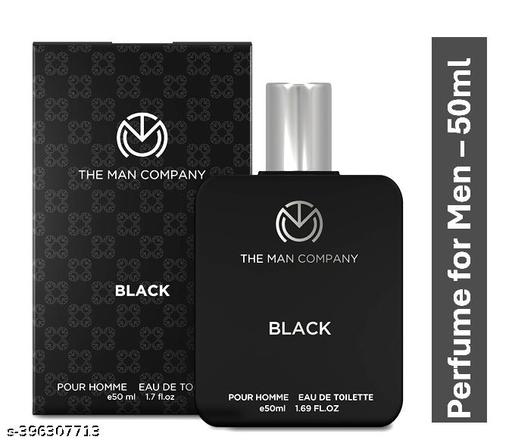 THE MAN COMPANY
BLACK
POUR HOMME EAU DE TO
e50 ml 1.7 fl.oz
THE MAN COMPANY
BLACK
POUR HOMME EAU DE TOILETTE
e50ml 1.69 FL.OZ
Perfume for Men – 50ml
s-396307713